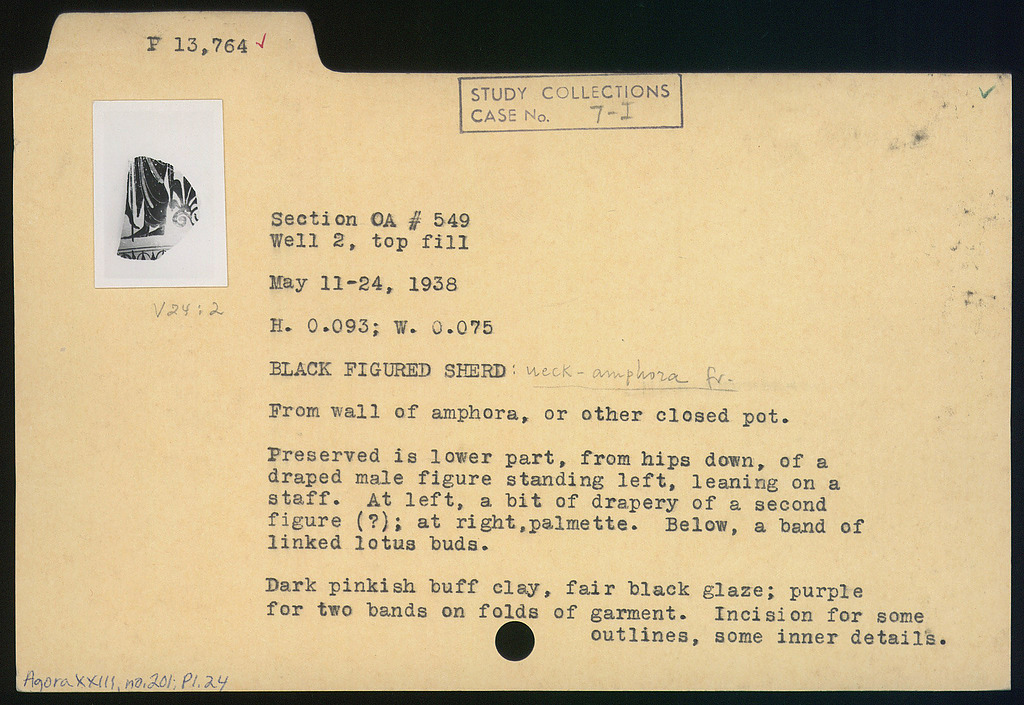 P 13,764
STUDY COLLECTIONS
CASE No. 7-I
Section OA # 549
Well 2, top fill
May 11-24, 1938
V24:2
H. 0.093; W. 0.075
BLACK FIGURED SHERD: neck-amphora fr.
From wall of amphora, or other closed pot.
Preserved is lower part, from hips down, of a
draped male figure standing left, leaning on a
staff. At left, a bit of drapery of a second
figure (?); at right,palmette. Below, a band of
linked lotus buds.
Dark pinkish buff clay, fair black glaze; purple
for two bands on folds of garment. Incision for some
outlines, some inner details.
Agora XXIII, no.201; Pl.24